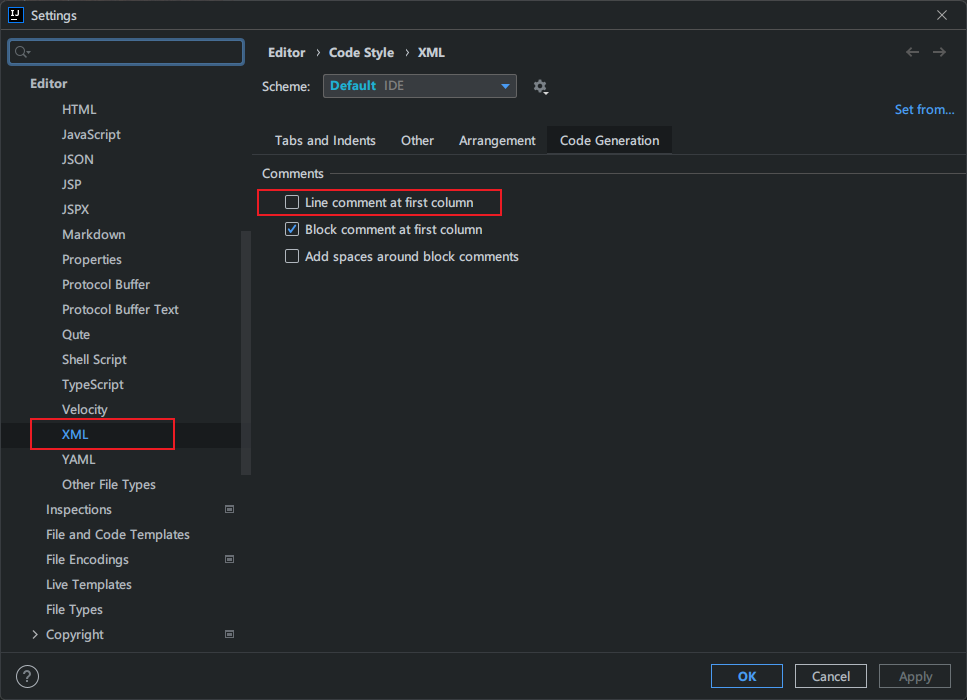 IJ Settings
Editor
HTML
JavaScript
JSON
JSP
JSPX
Markdown
Properties
Protocol Buffer
Protocol Buffer Text
Qute
Shell Script
TypeScript
Velocity
XML
YAML
Other File Types
Inspections
File and Code Templates
File Encodings
Live Templates
File Types
Copyright
Editor › Code Style › XML
Scheme: Default IDE
Set from...
Tabs and Indents Other Arrangement Code Generation
Comments
Line comment at first column
Block comment at first column
Add spaces around block comments
? OK Cancel Apply